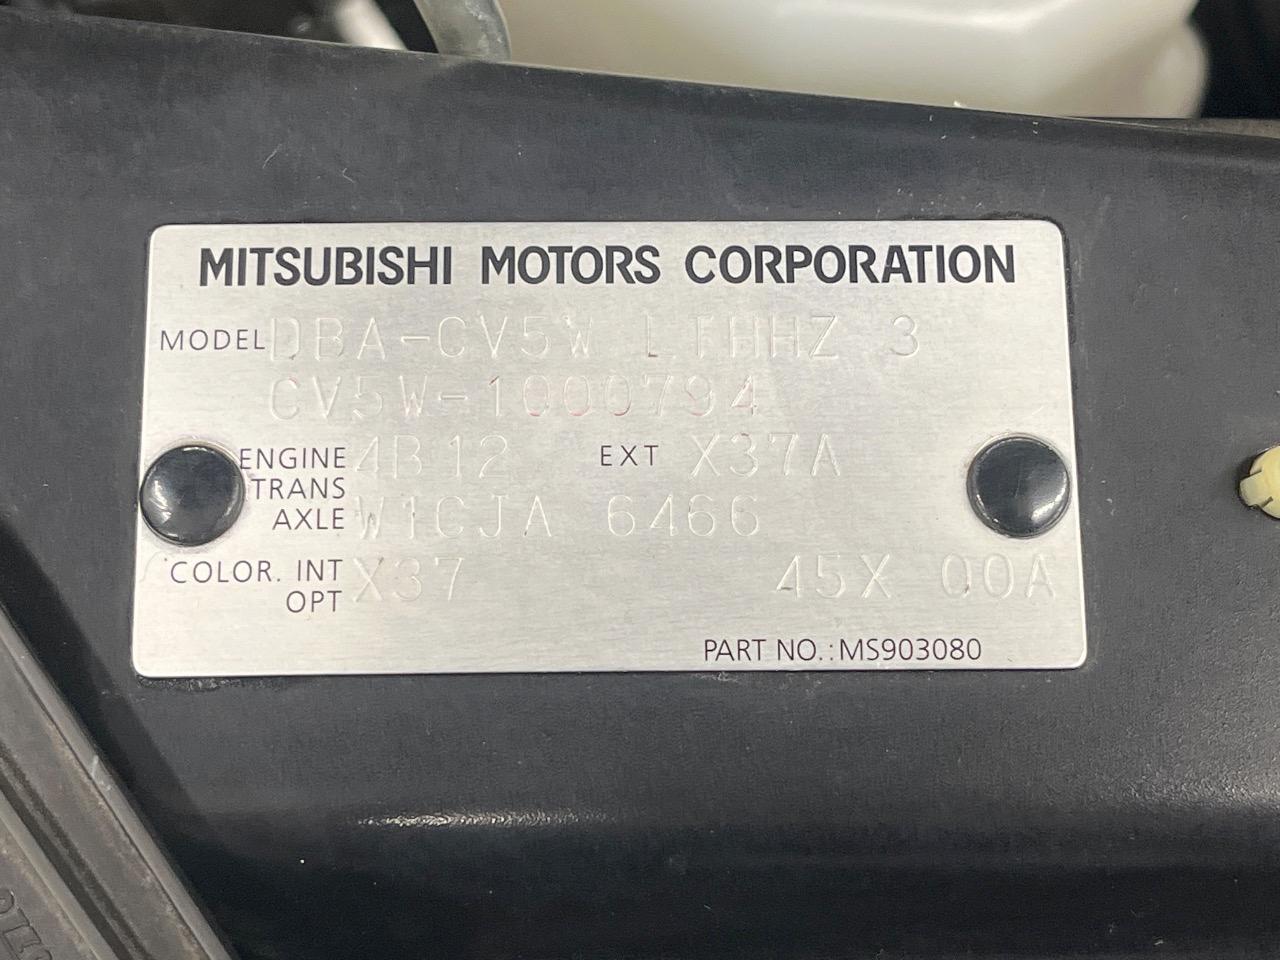 MITSUBISHI MOTORS CORPORATION
MODEL DBA-CV5W LTHHZ 3
CV5W-1000794
ENGINE 4B12 EXT X37A
TRANS
AXLE W1CJA 6466
COLOR. INT X37 45X 00A
OPT
PART NO.: MS903080